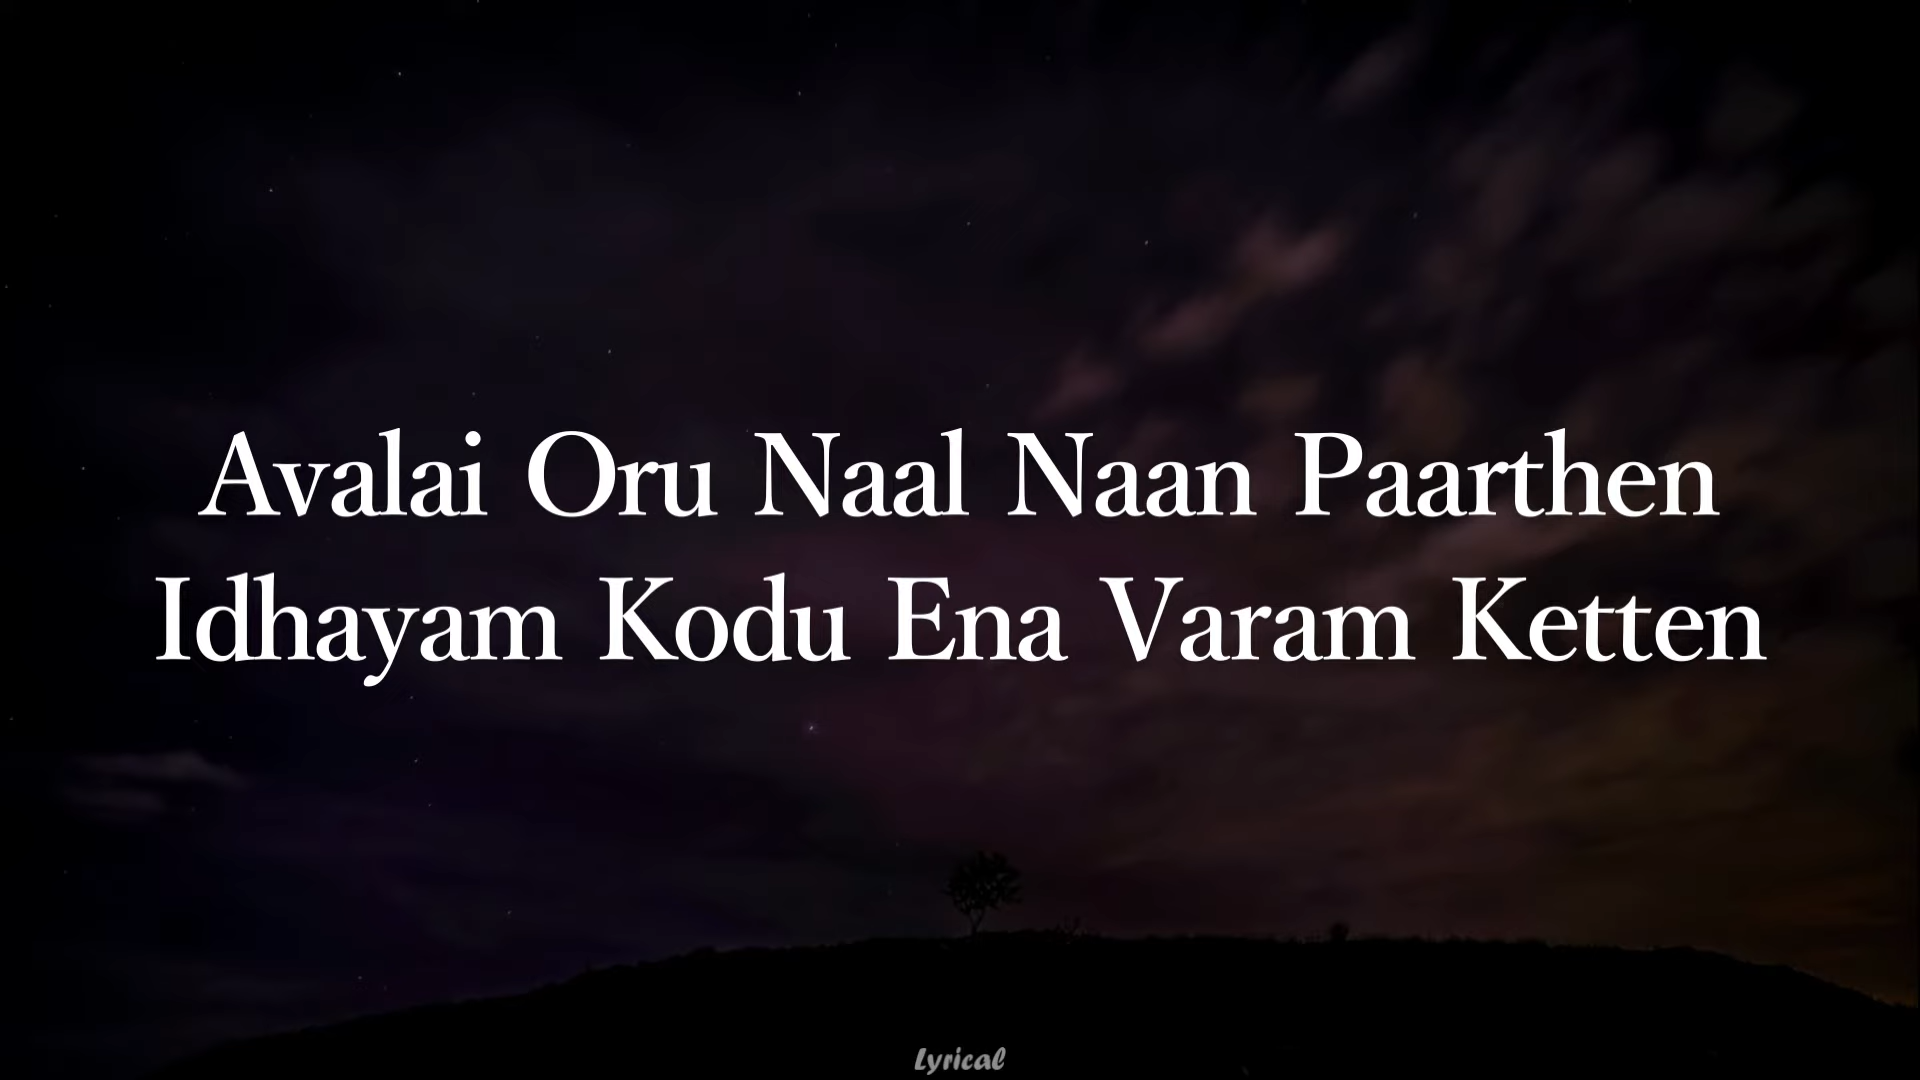 Avalai Oru Naal Naan Paarthen
Idhayam Kodu Ena Varam Ketten
Lyrical